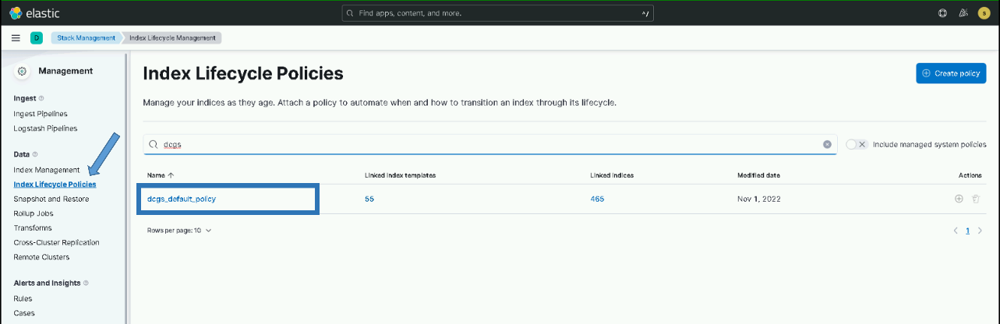 elastic
Find apps, content, and more.
^/
s
D
Stack Management
Index Lifecycle Management
Management
Ingest
Ingest Pipelines
Logstash Pipelines
Data
Index Management
Index Lifecycle Policies
Snapshot and Restore
Rollup Jobs
Transforms
Cross-Cluster Replication
Remote Clusters
Alerts and Insights
Rules
Cases
Index Lifecycle Policies
Create policy
Manage your indices as they age. Attach a policy to automate when and how to transition an index through its lifecycle.
dcgs
Include managed system policies
Name Linked index templates Linked indices Modified date Actions
dcgs_default_policy 55 465 Nov 1, 2022
Rows per page: 10
1